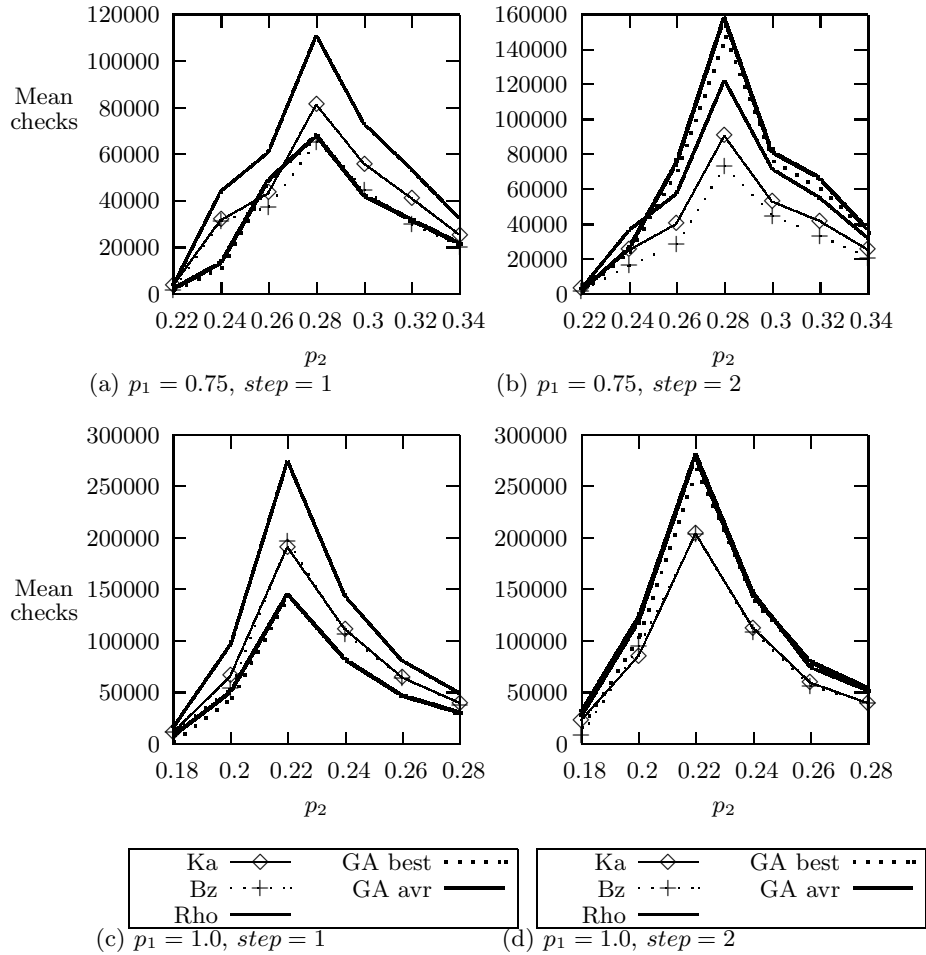 120000
100000
80000
60000
40000
20000
0
Mean
checks
0.22 0.24 0.26 0.28 0.3 0.32 0.34
p2
(a) p1 = 0.75, step = 1
160000
140000
120000
100000
80000
60000
40000
20000
0
0.22 0.24 0.26 0.28 0.3 0.32 0.34
p2
(b) p1 = 0.75, step = 2
300000
250000
200000
150000
100000
50000
0
Mean
checks
0.18 0.2 0.22 0.24 0.26 0.28
p2
300000
250000
200000
150000
100000
50000
0
0.18 0.2 0.22 0.24 0.26 0.28
p2
Ka
Bz
Rho
GA best
GA avr
(c) p1 = 1.0, step = 1
Ka
Bz
Rho
GA best
GA avr
(d) p1 = 1.0, step = 2